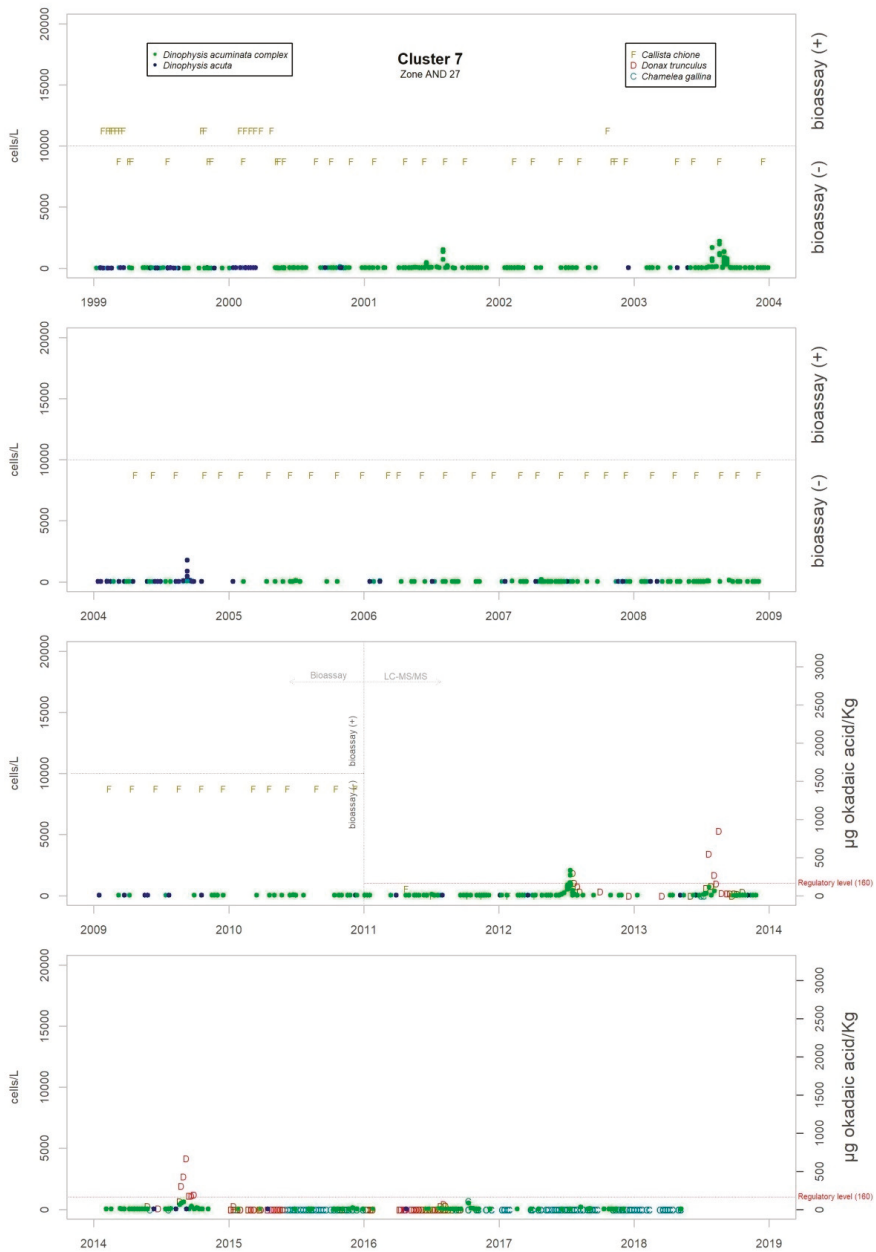 20000
15000
10000
5000
0
cells/L
Dinophysis acuminata complex
Dinophysis acuta
Cluster 7
Zone AND 27
F Callista chione
D Donax trunculus
C Chamelea gallina
bioassay (+)
bioassay (-)
1999 2000 2001 2002 2003 2004
20000
15000
10000
5000
0
cells/L
bioassay (+)
bioassay (-)
2004 2005 2006 2007 2008 2009
20000
15000
10000
5000
0
cells/L
Bioassay LC-MS/MS
bioassay (+)
bioassay (-)
3000
2500
2000
1500
1000
500
0
µg okadaic acid/Kg
Regulatory level (160)
2009 2010 2011 2012 2013 2014
20000
15000
10000
5000
0
cells/L
3000
2500
2000
1500
1000
500
0
µg okadaic acid/Kg
Regulatory level (160)
2014 2015 2016 2017 2018 2019